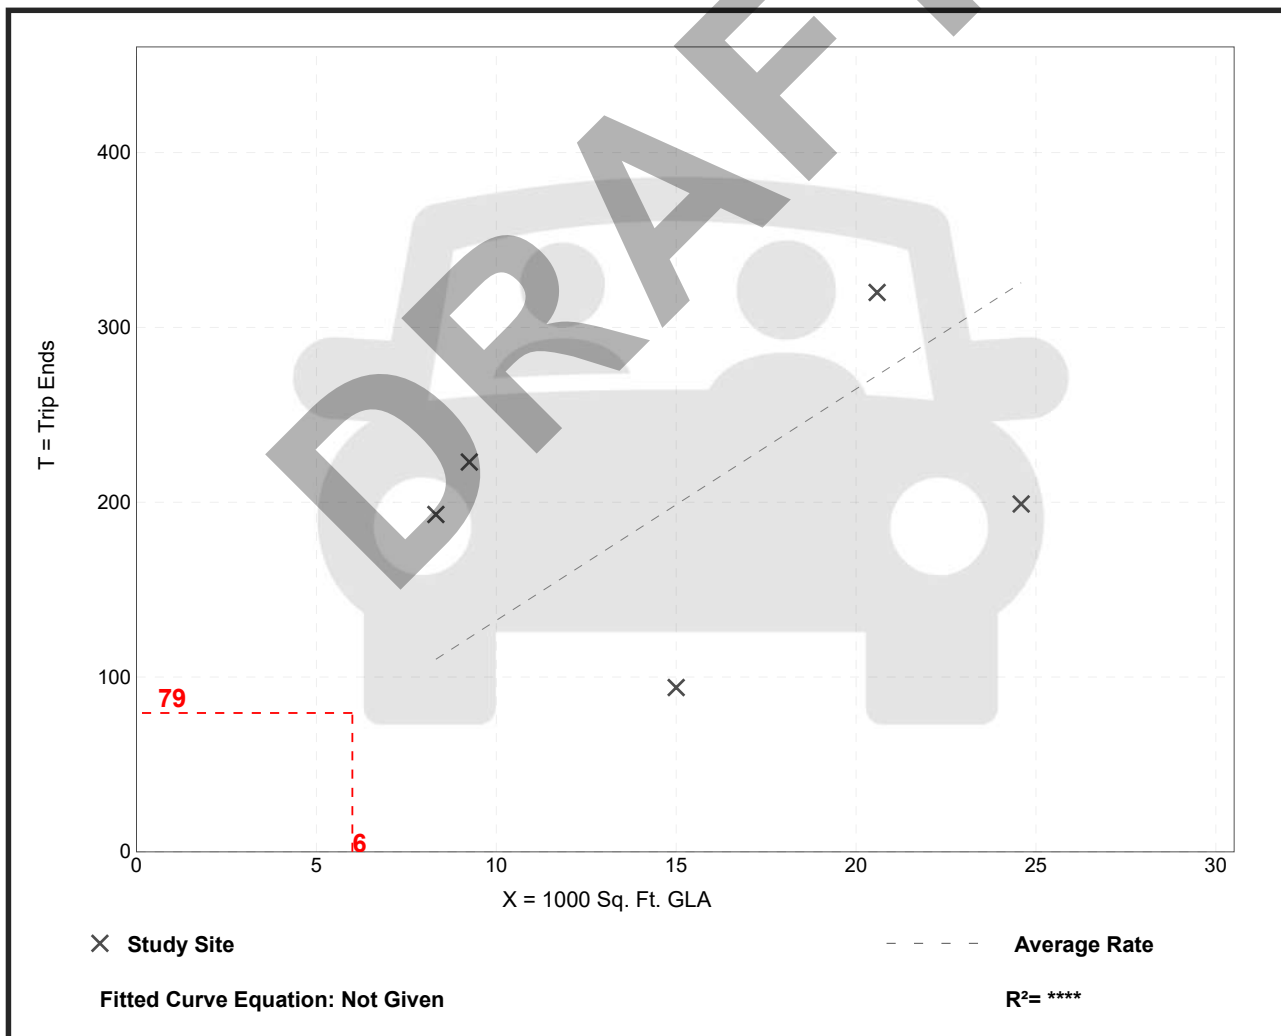 DRAFT
400
300
200
100
0
T = Trip Ends
79
6
0 5 10 15 20 25 30
X = 1000 Sq. Ft. GLA
Study Site
Average Rate
Fitted Curve Equation: Not Given
R²= ****